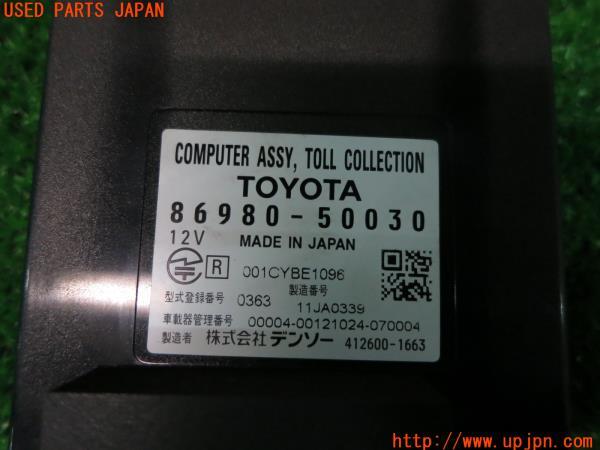 USED PARTS JAPAN
COMPUTER ASSY, TOLL COLLECTION
TOYOTA
86980-50030
12V MADE IN JAPAN
R 001CYBE1096
型式登録番号 0363 製造番号 11JA0339
車載器管理番号 00004-00121024-070004
製造者 株式会社デンソー 412600-1663
http://www.upjpn.com/